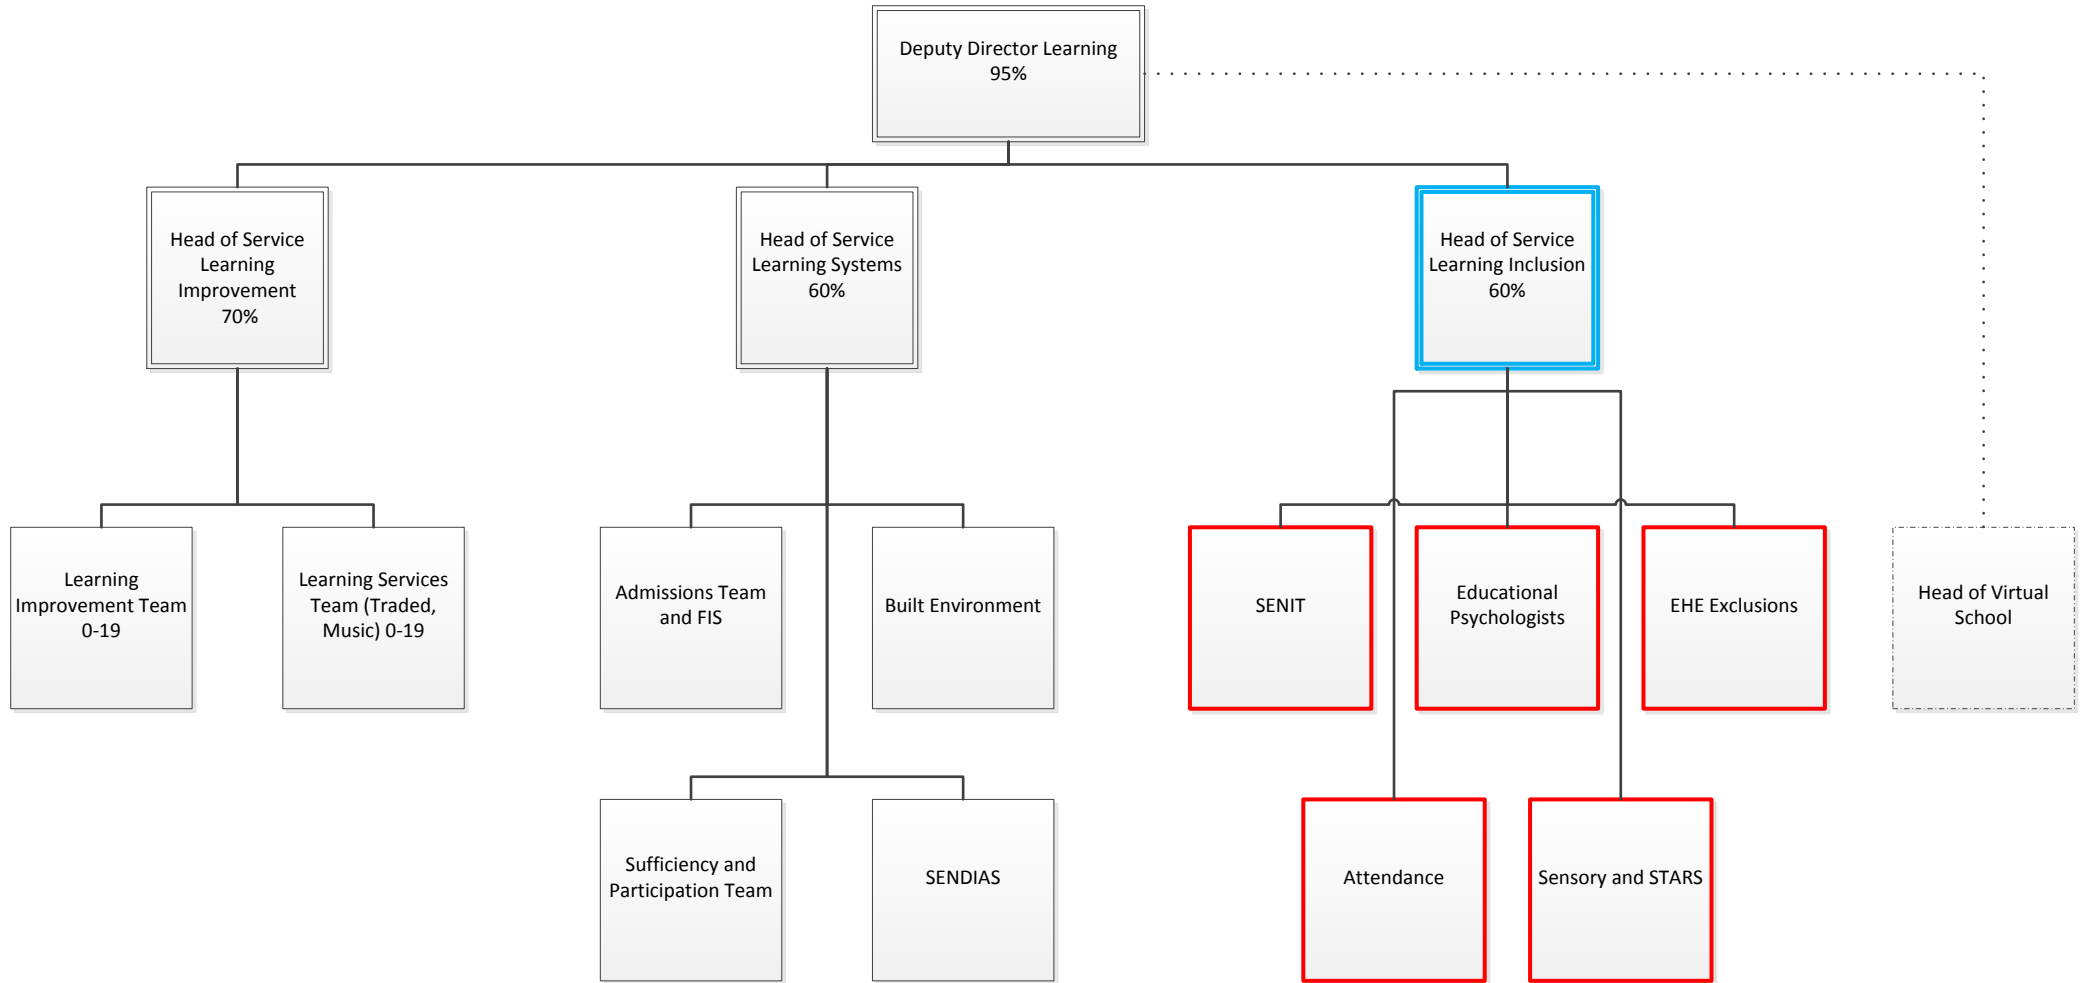 Deputy Director Learning
95%
Head of Service
Learning
Improvement
70%
Head of Service
Learning Systems
60%
Head of Service
Learning Inclusion
60%
Learning
Improvement Team
0-19
Learning Services
Team (Traded,
Music) 0-19
Admissions Team
and FIS
Built Environment
SENIT
Educational
Psychologists
EHE Exclusions
Head of Virtual
School
Sufficiency and
Participation Team
SENDIAS
Attendance
Sensory and STARS